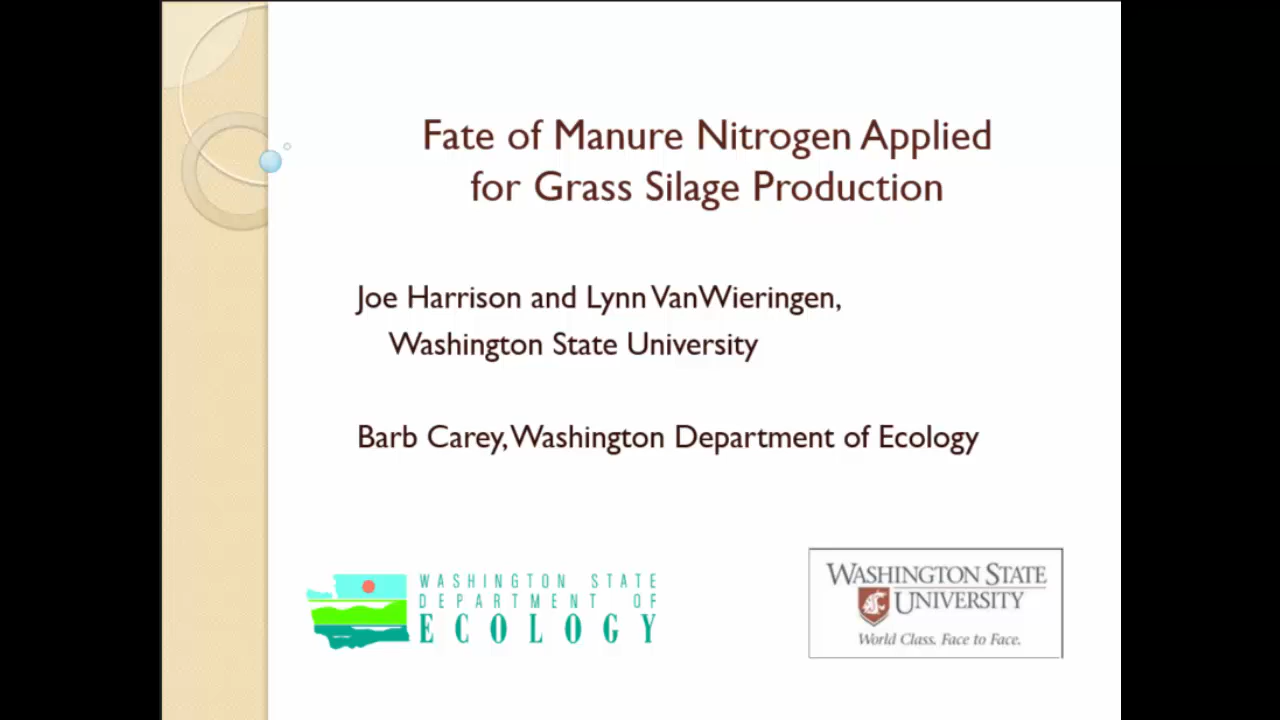 Fate of Manure Nitrogen Applied
for Grass Silage Production
Joe Harrison and Lynn VanWieringen,
Washington State University
Barb Carey, Washington Department of Ecology
WASHINGTON STATE
DEPARTMENT OF
ECOLOGY
WASHINGTON STATE
UNIVERSITY
World Class. Face to Face.